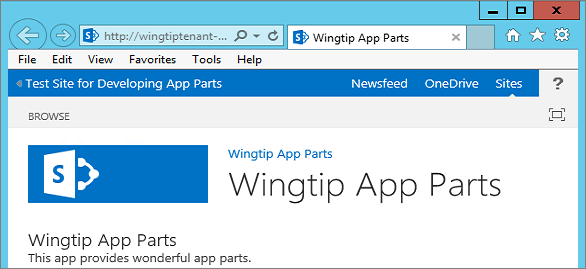 http://wingtiptenant-... Wingtip App Parts
File Edit View Favorites Tools Help
Test Site for Developing App Parts Newsfeed OneDrive Sites ?
BROWSE
S
Wingtip App Parts
Wingtip App Parts
Wingtip App Parts
This app provides wonderful app parts.